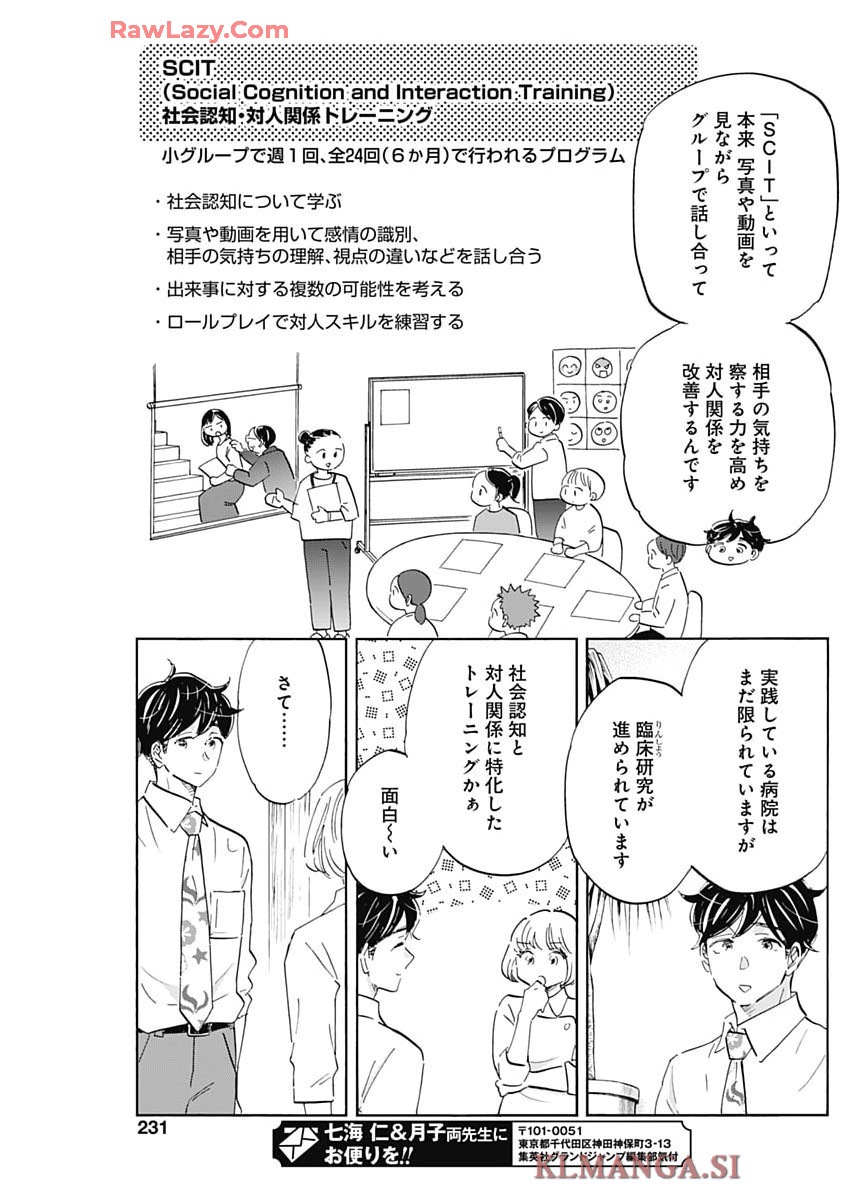 RawLazy.Com
SCIT
(Social Cognition and Interaction Training)
社会認知・対人関係トレーニング
小グループで週1回、全24回(6か月)で行われるプログラム
・社会認知について学ぶ
・写真や動画を用いて感情の識別、
相手の気持ちの理解、視点の違いなどを話し合う
・出来事に対する複数の可能性を考える
・ロールプレイで対人スキルを練習する
「SCIT」といって
本来 写真や動画を
見ながら
グループで話し合って
相手の気持ちを
察する力を高め
対人関係を
改善するんです
実践している病院は
まだ限られていますが
臨床研究が
りんしょう
進められています
社会認知と
対人関係に特化した
トレーニングかぁ
面白〜い
さて……
231
七海 仁&月子両先生に
お便りを!!
〒101-0051
東京都千代田区神田神保町3-13
集英社グランドジャンプ編集部気付
KLMANGA.SI